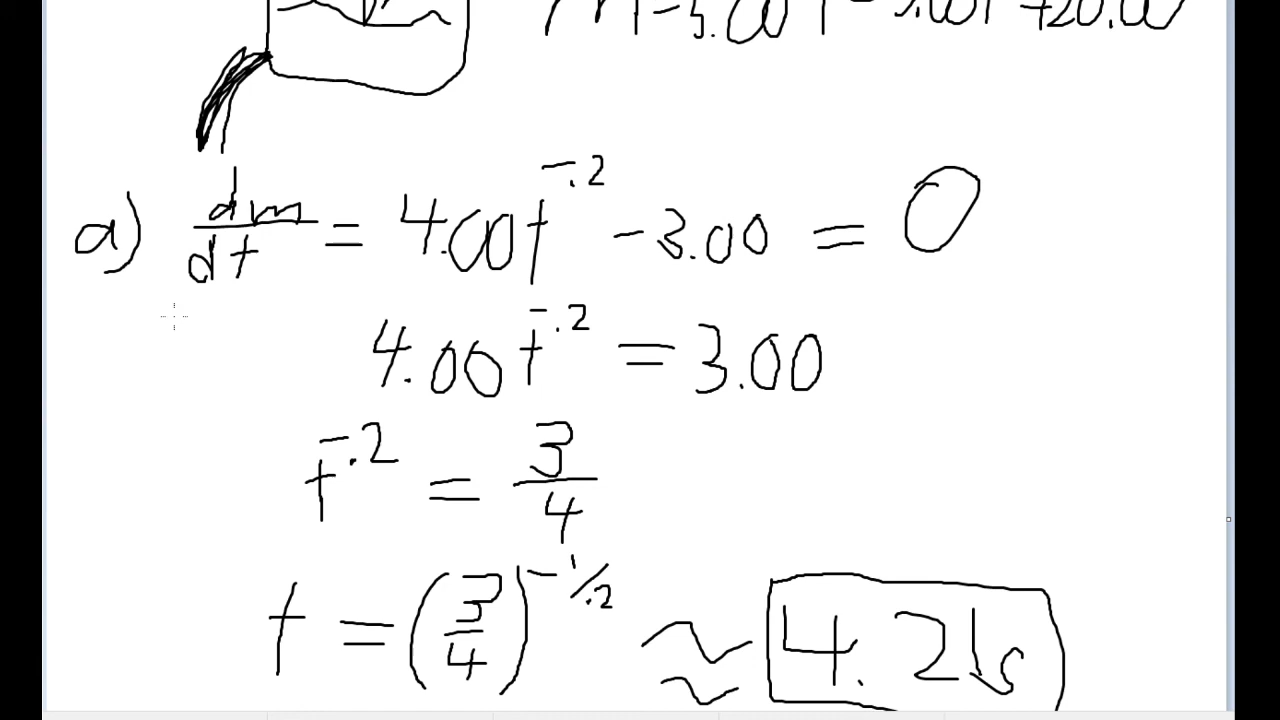 a) dm/dt = 4.00t^-.2 - 3.00 = 0
4.00t^-.2 = 3.00
t^-.2 = 3/4
t = (3/4)^-1/.2 ≈ 4.21s